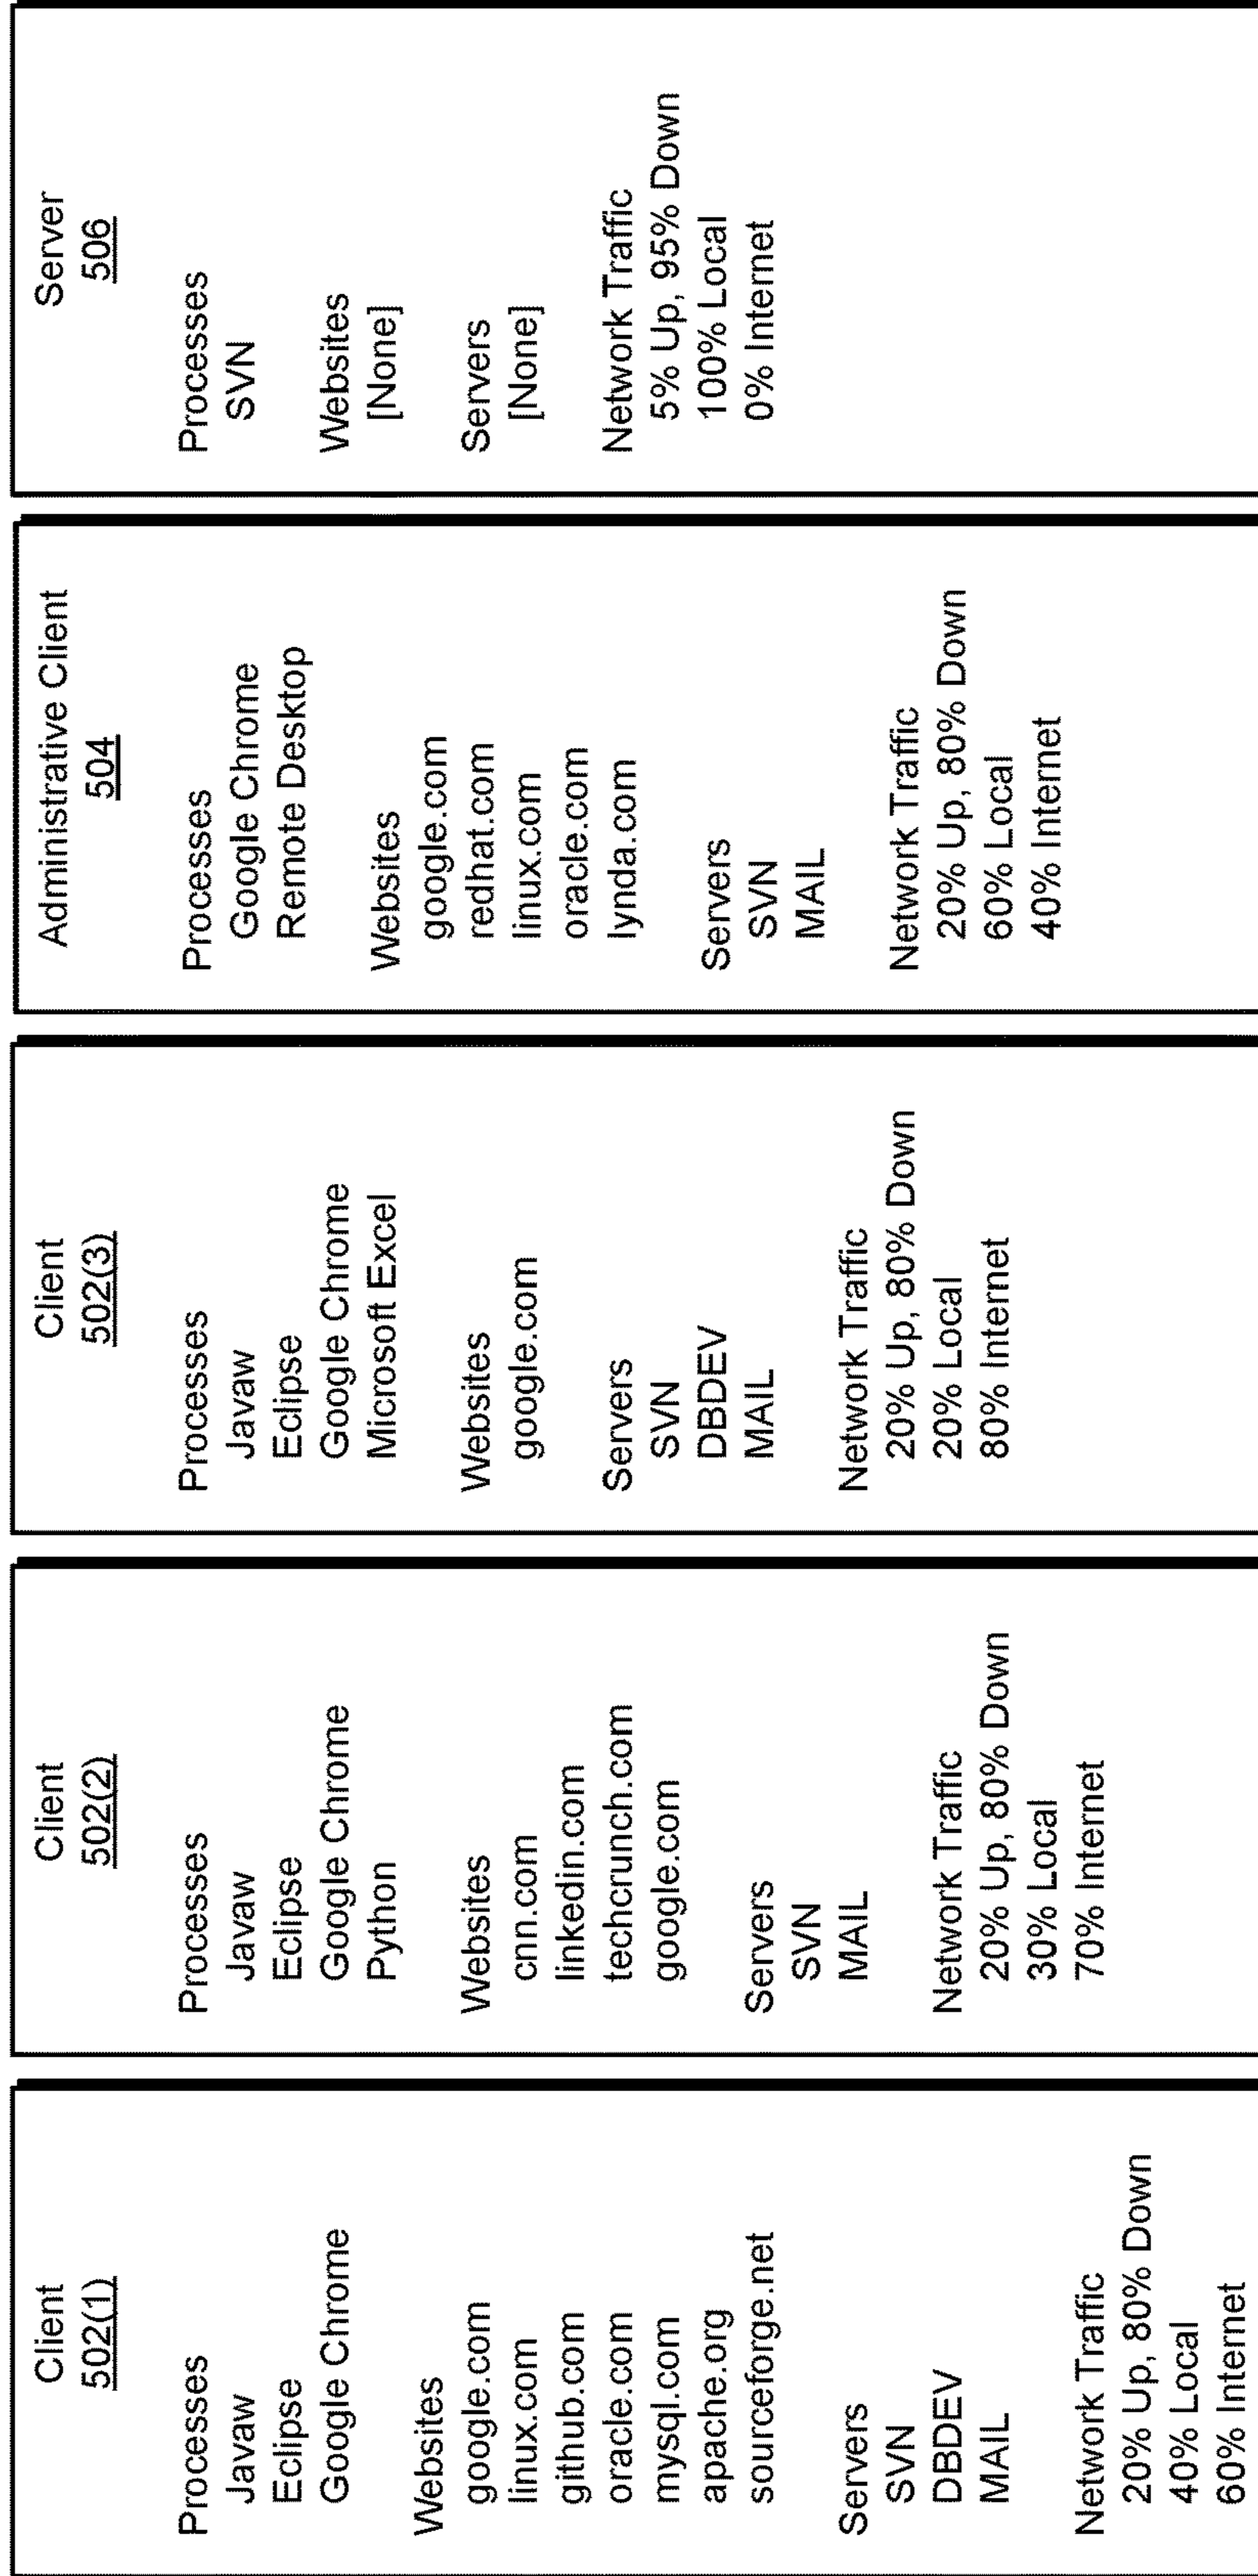 Client
502(1)
Processes
Javaw
Eclipse
Google Chrome
Websites
google.com
linux.com
github.com
oracle.com
mysql.com
apache.org
sourceforge.net
Servers
SVN
DBDEV
MAIL
Network Traffic
20% Up, 80% Down
40% Local
60% Internet
Client
502(2)
Processes
Javaw
Eclipse
Google Chrome
Python
Websites
cnn.com
linkedin.com
techcrunch.com
google.com
Servers
SVN
MAIL
Network Traffic
20% Up, 80% Down
30% Local
70% Internet
Client
502(3)
Processes
Javaw
Eclipse
Google Chrome
Microsoft Excel
Websites
google.com
Servers
SVN
DBDEV
MAIL
Network Traffic
20% Up, 80% Down
20% Local
80% Internet
Administrative Client
504
Processes
Google Chrome
Remote Desktop
Websites
google.com
redhat.com
linux.com
oracle.com
lynda.com
Servers
SVN
MAIL
Network Traffic
20% Up, 80% Down
60% Local
40% Internet
Server
506
Processes
SVN
Websites
[None]
Servers
[None]
Network Traffic
5% Up, 95% Down
100% Local
0% Internet